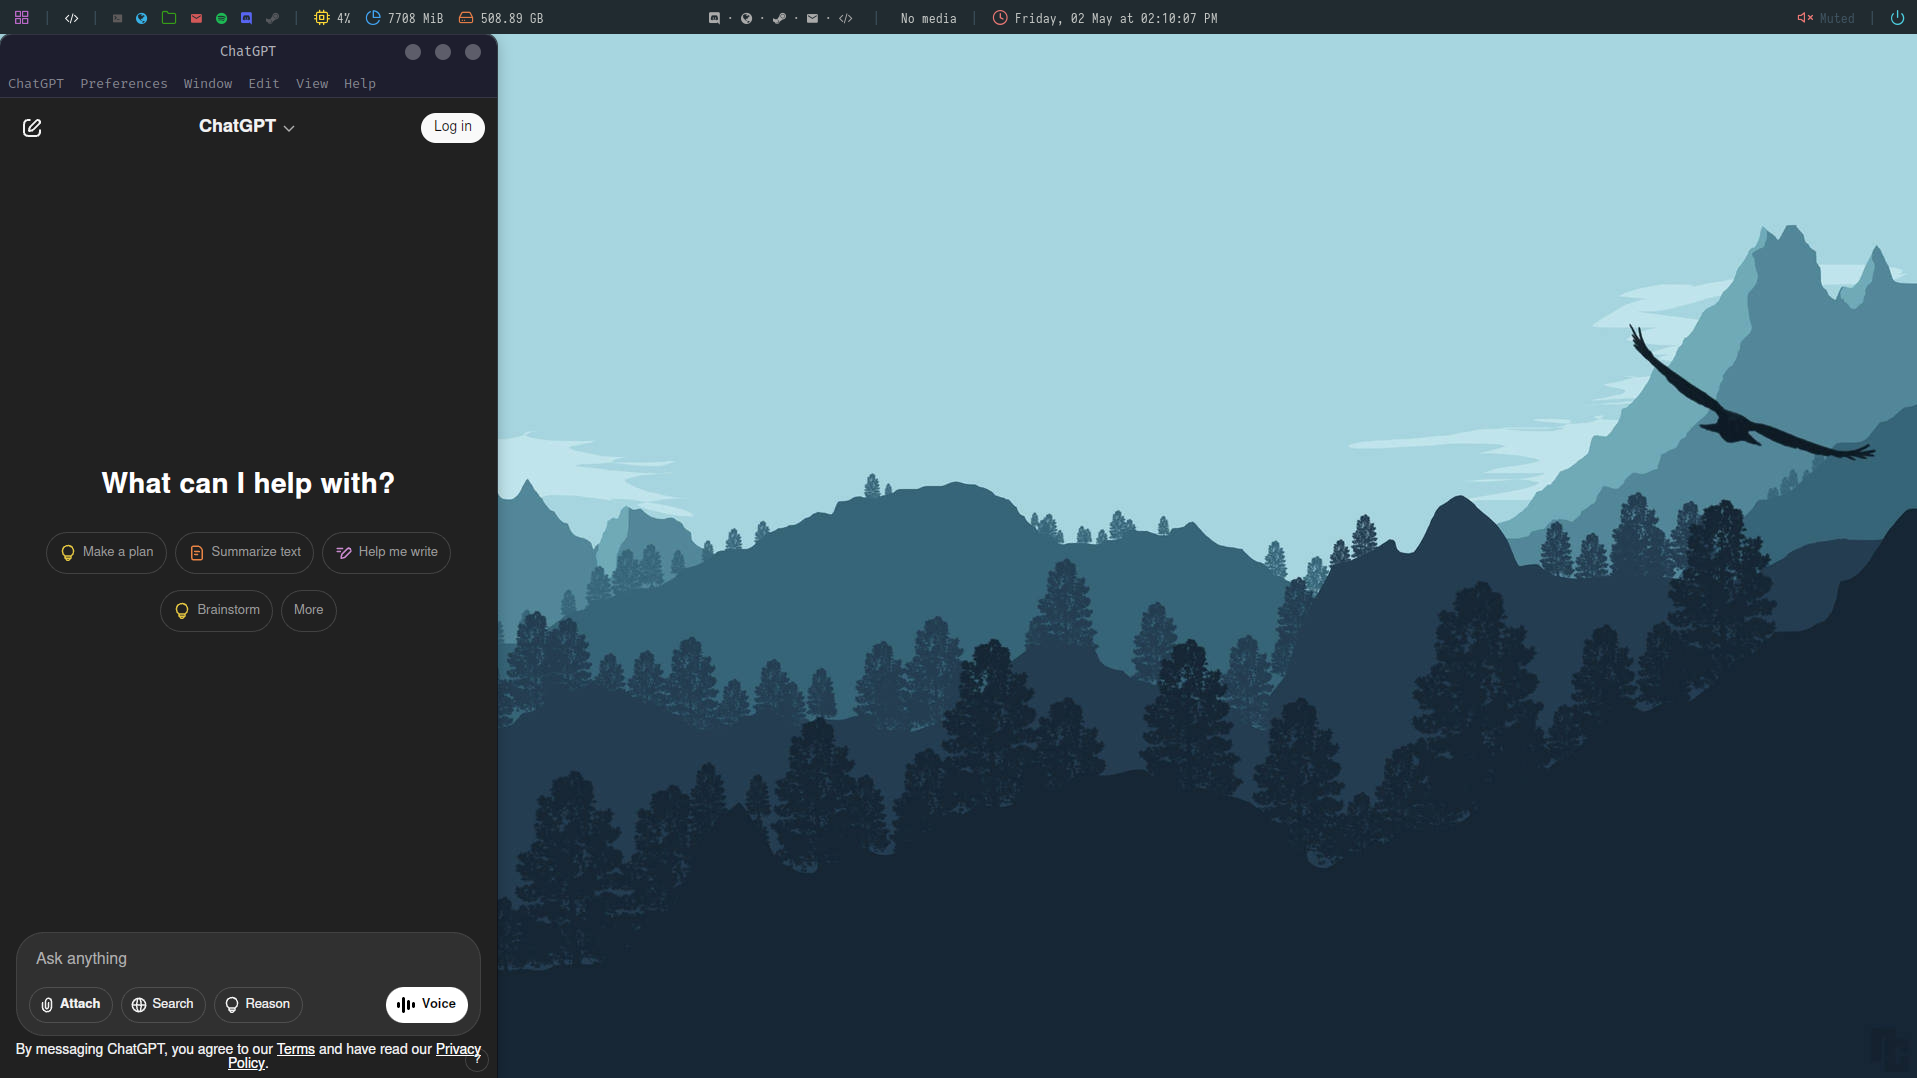 4% 7708 MiB 508.89 GB No media Friday, 02 May at 02:10:07 PM Muted
ChatGPT
ChatGPT Preferences Window Edit View Help
ChatGPT Log in
What can I help with?
Make a plan Summarize text Help me write
Brainstorm More
Ask anything
Attach Search Reason Voice
By messaging ChatGPT, you agree to our Terms and have read our Privacy
Policy.
?